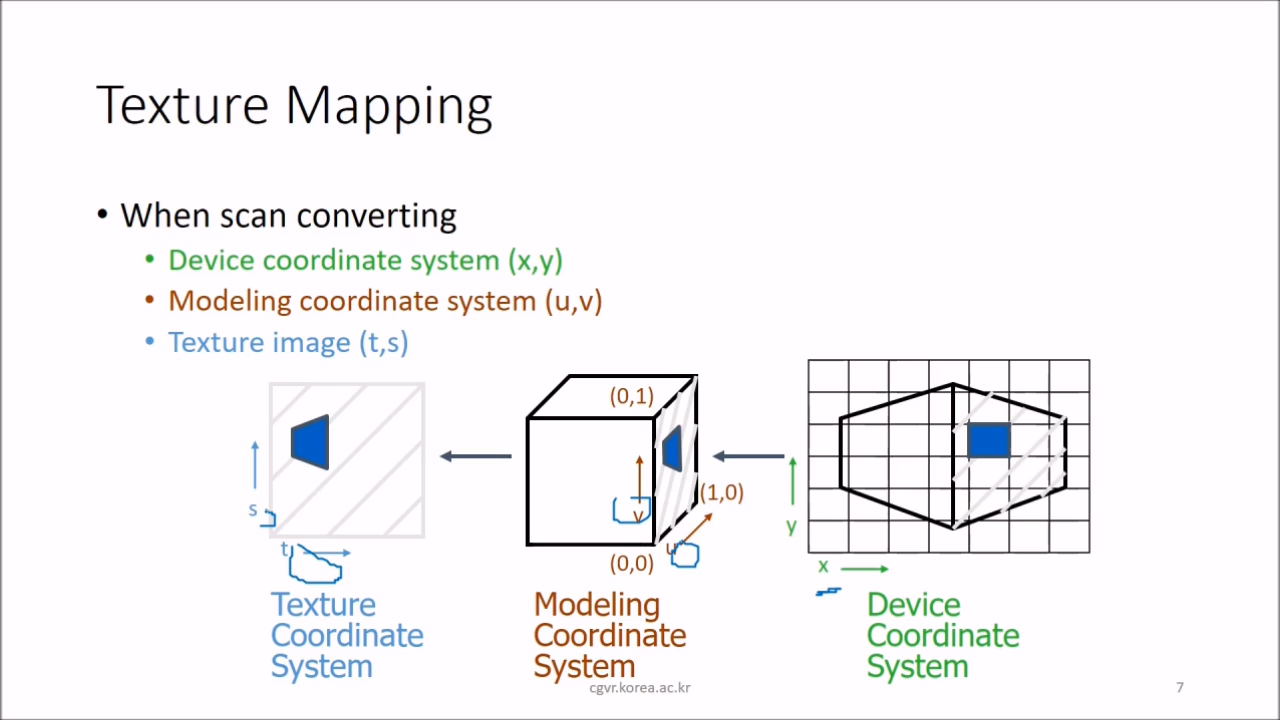 Texture Mapping
• When scan converting
• Device coordinate system (x,y)
• Modeling coordinate system (u,v)
• Texture image (t,s)
(0,1)
(1,0)
s
v
y
t
u
(0,0)
x
Texture
Coordinate
System
Modeling
Coordinate
System
Device
Coordinate
System
cgvr.korea.ac.kr
7